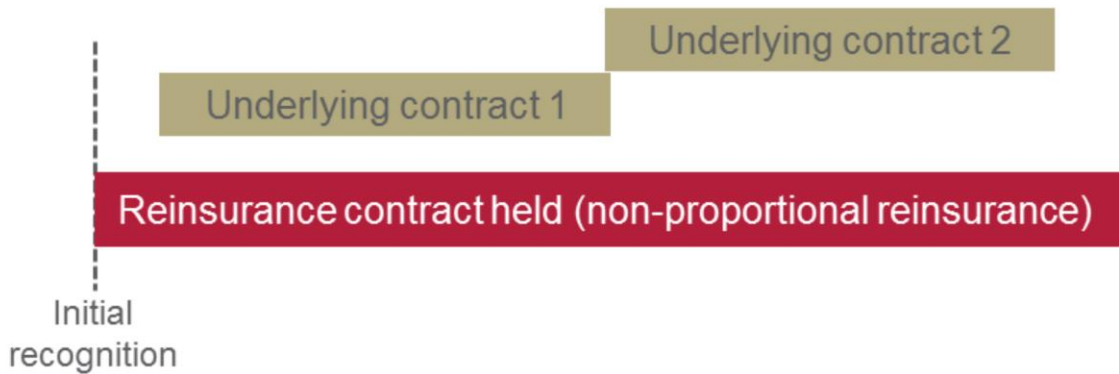 Underlying contract 2
Underlying contract 1
Reinsurance contract held (non-proportional reinsurance)
Initial
recognition